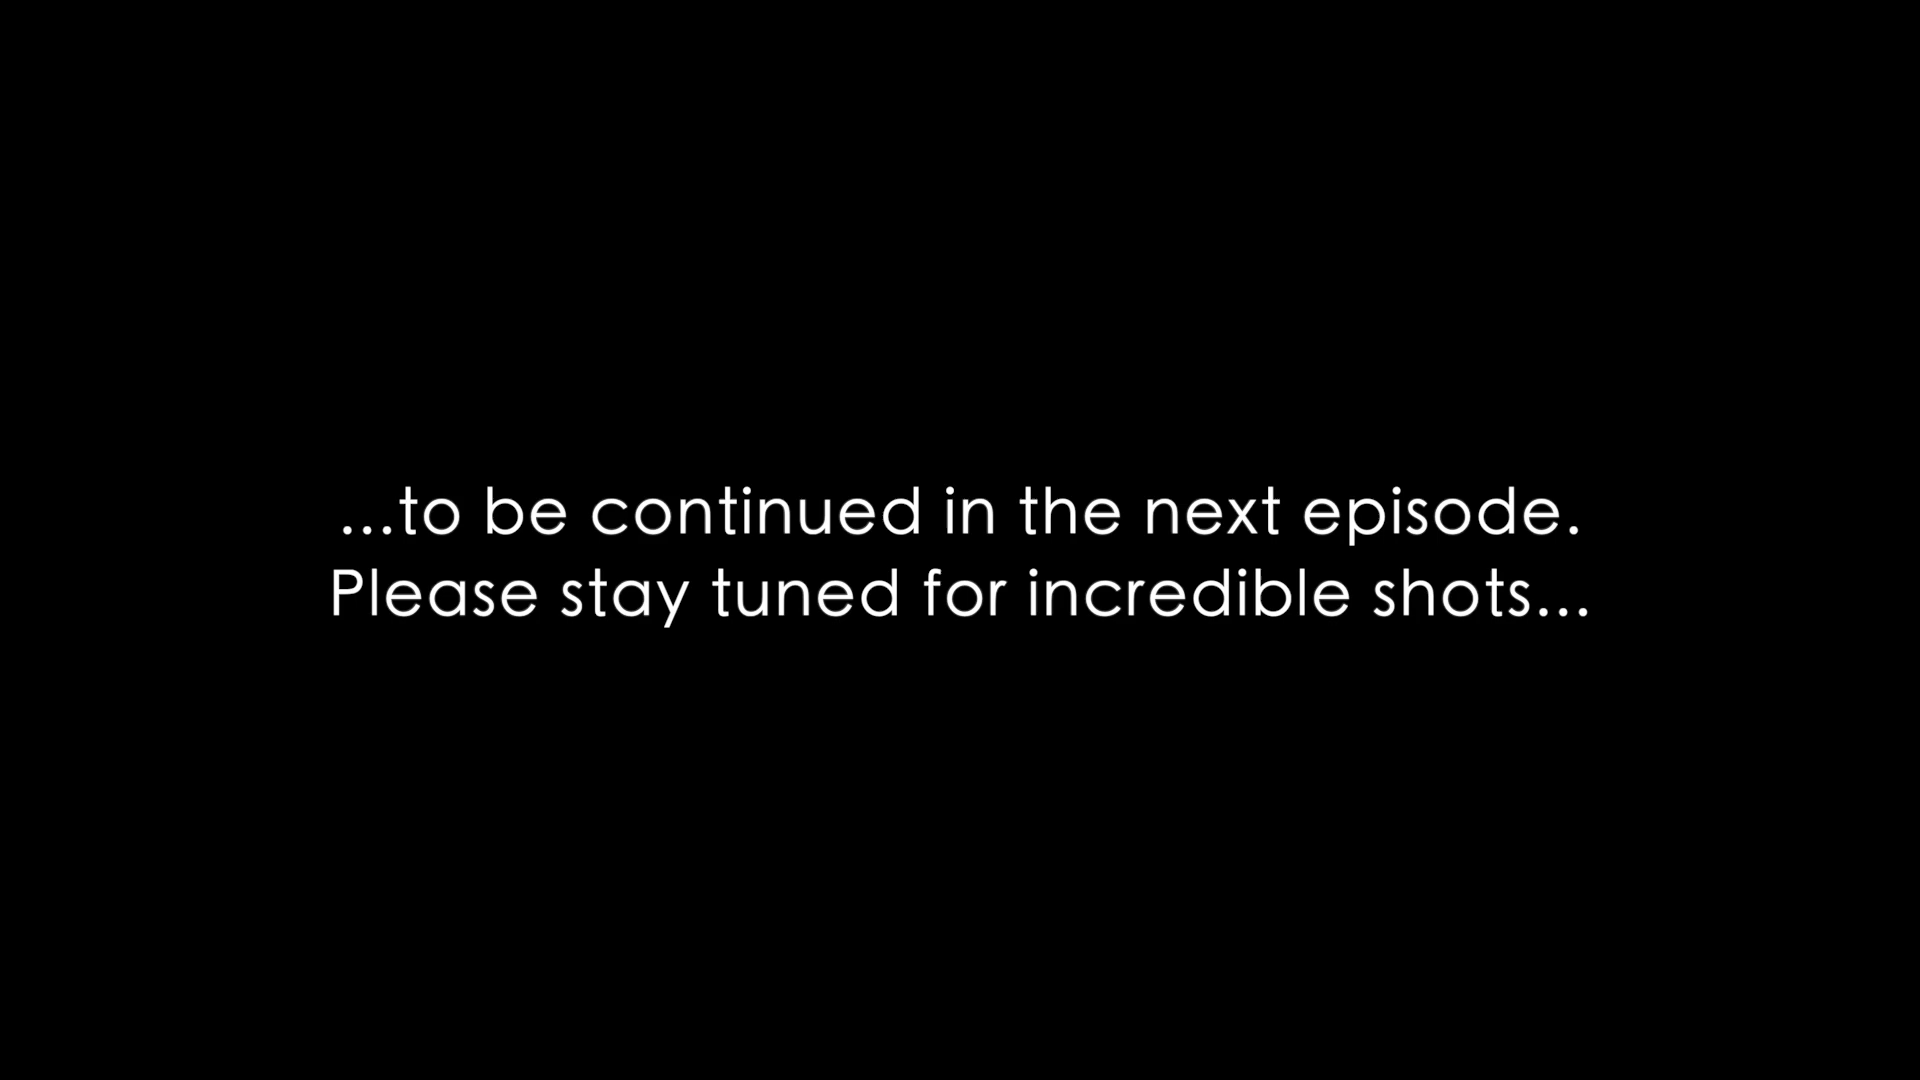 ...to be continued in the next episode.
Please stay tuned for incredible shots...